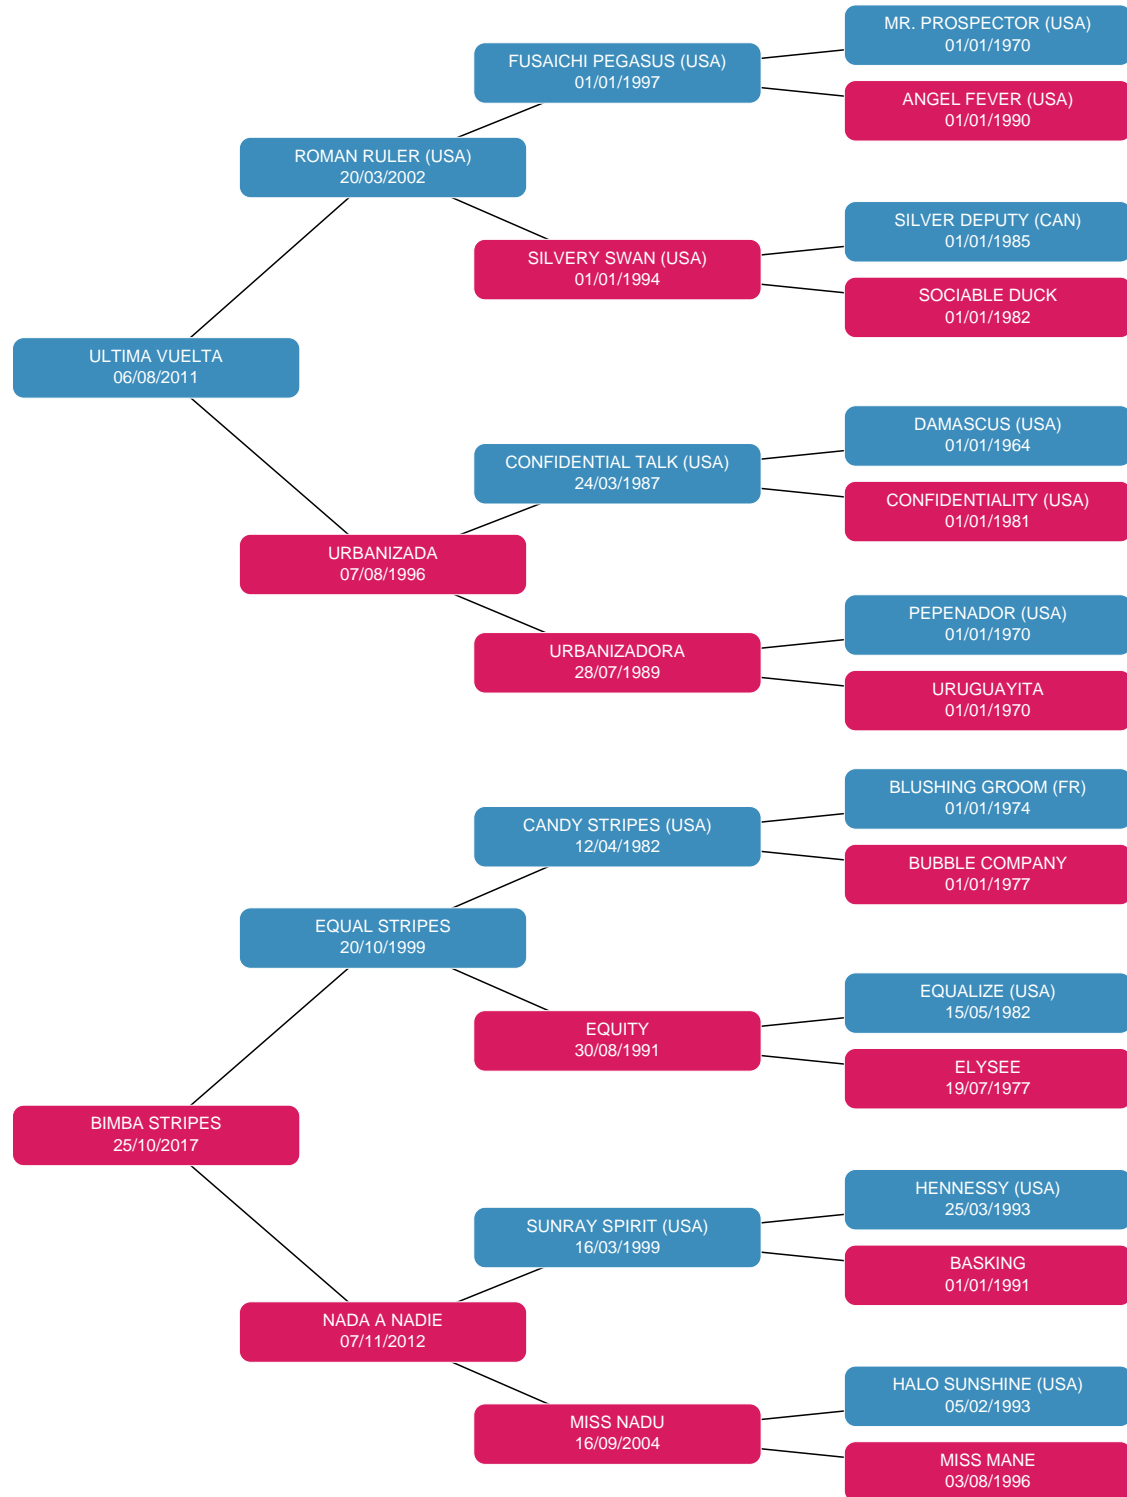 MR. PROSPECTOR (USA)
01/01/1970
FUSAICHI PEGASUS (USA)
01/01/1997
ANGEL FEVER (USA)
01/01/1990
ROMAN RULER (USA)
20/03/2002
SILVER DEPUTY (CAN)
01/01/1985
SILVERY SWAN (USA)
01/01/1994
SOCIABLE DUCK
01/01/1982
ULTIMA VUELTA
06/08/2011
DAMASCUS (USA)
01/01/1964
CONFIDENTIAL TALK (USA)
24/03/1987
CONFIDENTIALITY (USA)
01/01/1981
URBANIZADA
07/08/1996
PEPENADOR (USA)
01/01/1970
URBANIZADORA
28/07/1989
URUGUAYITA
01/01/1970
BLUSHING GROOM (FR)
01/01/1974
CANDY STRIPES (USA)
12/04/1982
BUBBLE COMPANY
01/01/1977
EQUAL STRIPES
20/10/1999
EQUALIZE (USA)
15/05/1982
EQUITY
30/08/1991
ELYSEE
19/07/1977
BIMBA STRIPES
25/10/2017
HENNESSY (USA)
25/03/1993
SUNRAY SPIRIT (USA)
16/03/1999
BASKING
01/01/1991
NADA A NADIE
07/11/2012
HALO SUNSHINE (USA)
05/02/1993
MISS NADU
16/09/2004
MISS MANE
03/08/1996